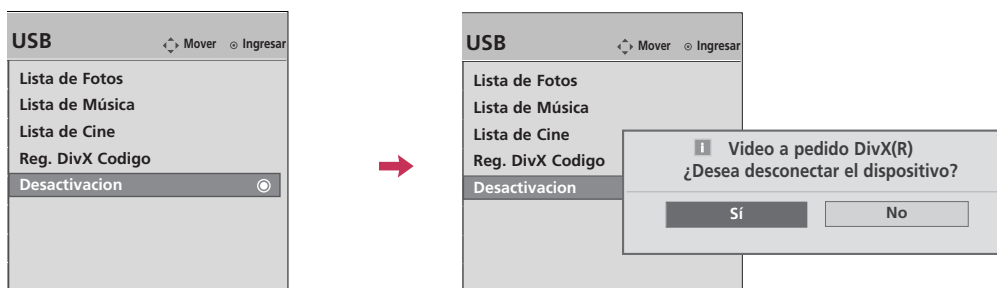 USB Mover Ingresar
Lista de Fotos
Lista de Música
Lista de Cine
Reg. DivX Codigo
Desactivacion
USB Mover Ingresar
Lista de Fotos
Lista de Música
Lista de Cine
Reg. DivX Codigo
Desactivacion
i Video a pedido DivX(R)
¿Desea desconectar el dispositivo?
Sí No